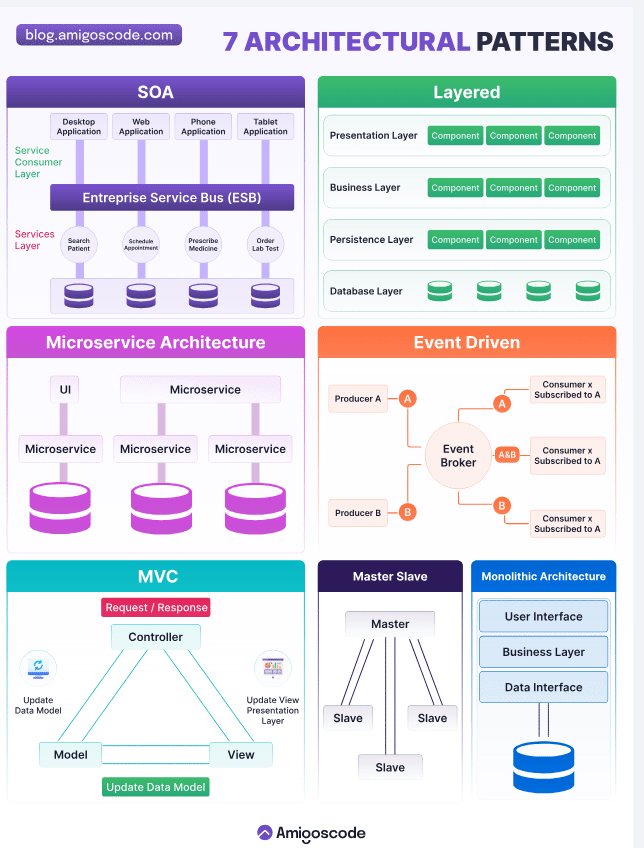 blog.amigoscode.com
7 ARCHITECTURAL PATTERNS
SOA
Desktop
Application
Web
Application
Phone
Application
Tablet
Application
Service
Consumer
Layer
Entreprise Service Bus (ESB)
Services
Layer
Search
Patient
Schedule
Appointment
Prescribe
Medicine
Order
Lab Test
Layered
Presentation Layer
Component
Component
Component
Business Layer
Component
Component
Component
Persistence Layer
Component
Component
Component
Database Layer
Microservice Architecture
UI
Microservice
Microservice
Microservice
Microservice
Event Driven
Producer A
A
Producer B
B
Event
Broker
A
Consumer x
Subscribed to A
A&B
Consumer x
Subscribed to A
B
Consumer x
Subscribed to A
MVC
Request / Response
Controller
Update
Data Model
Update View
Presentation
Layer
Model
View
Update Data Model
Master Slave
Master
Slave
Slave
Slave
Monolithic Architecture
User Interface
Business Layer
Data Interface
Amigoscode